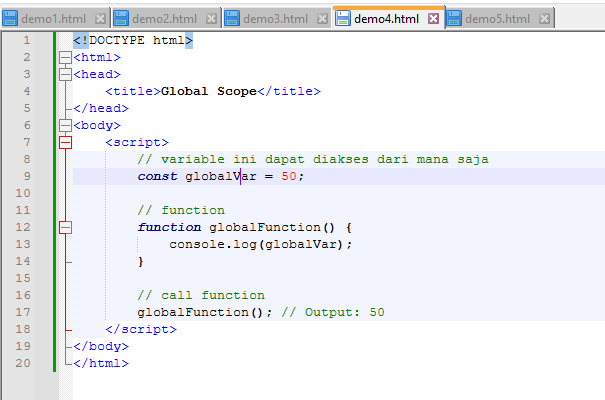 demo1.html demo2.html demo3.html demo4.html demo5.html
1 <!DOCTYPE html>
2 <html>
3 <head>
4 <title>Global Scope</title>
5 </head>
6 <body>
7 <script>
8 // variable ini dapat diakses dari mana saja
9 const globalVar = 50;
10
11 // function
12 function globalFunction() {
13 console.log(globalVar);
14 }
15
16 // call function
17 globalFunction(); // Output: 50
18 </script>
19 </body>
20 </html>